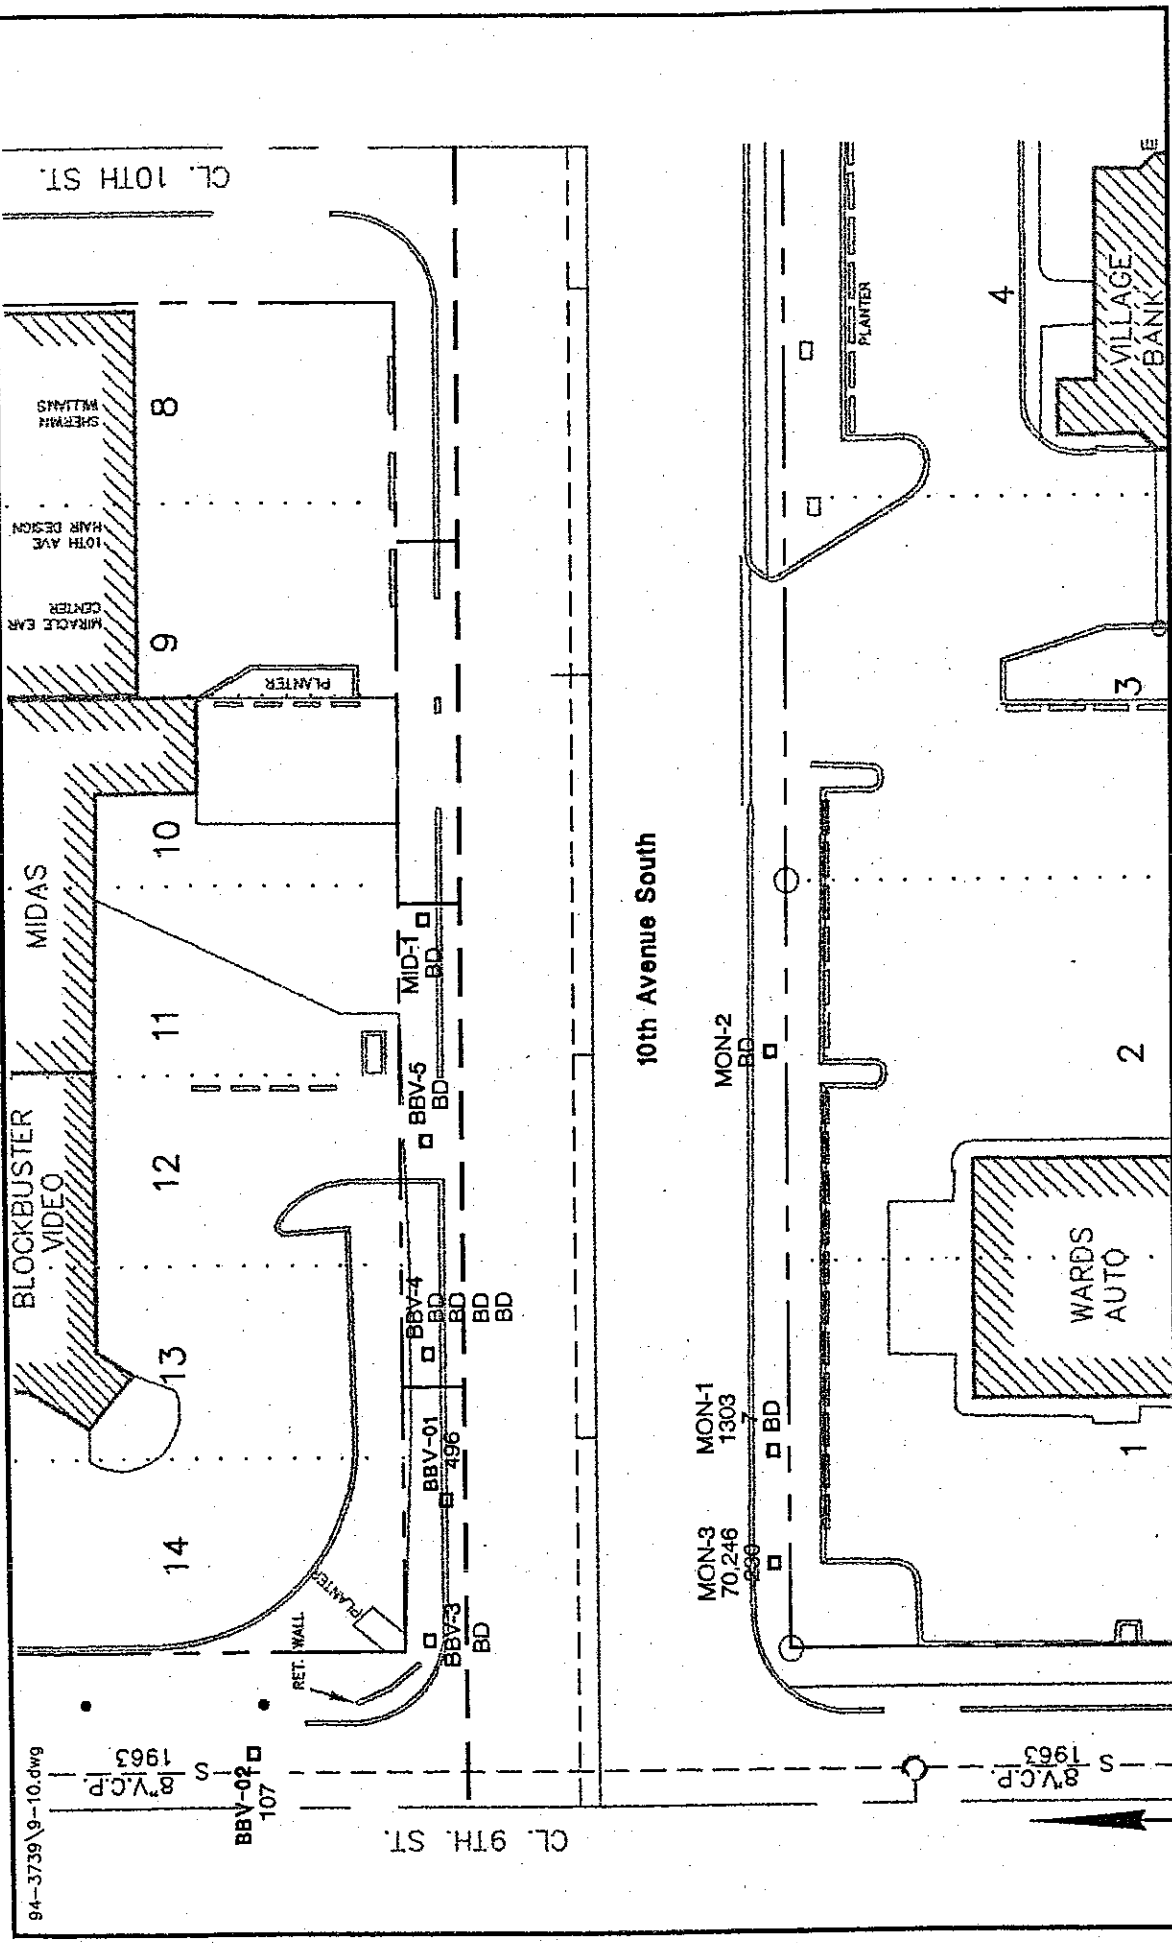 94-3739\9-10.dwg
CL. 10TH ST.
SHERWIN
WILLIAMS
10TH AVE
HAIR DESIGN
MIRACLE EAR
CENTER
8
9
PLANTER
MIDAS
10
11
BLOCKBUSTER
VIDEO
12
13
14
MID-1
BD
BBV-5
BD
BBV-4
BD
BD
BD
BD
BBV-01
496
BBV-3
BD
PLANTER
RET. WALL
BBV-02
107
8"V.C.P.
1963
S
CL. 9TH. ST.
10th Avenue South
PLANTER
4
VILLAGE
BANK
E
3
MON-2
BD
2
WARDS
AUTO
MON-1
1303
7 BD
1
MON-3
70,246
S
8"V.C.P.
1963